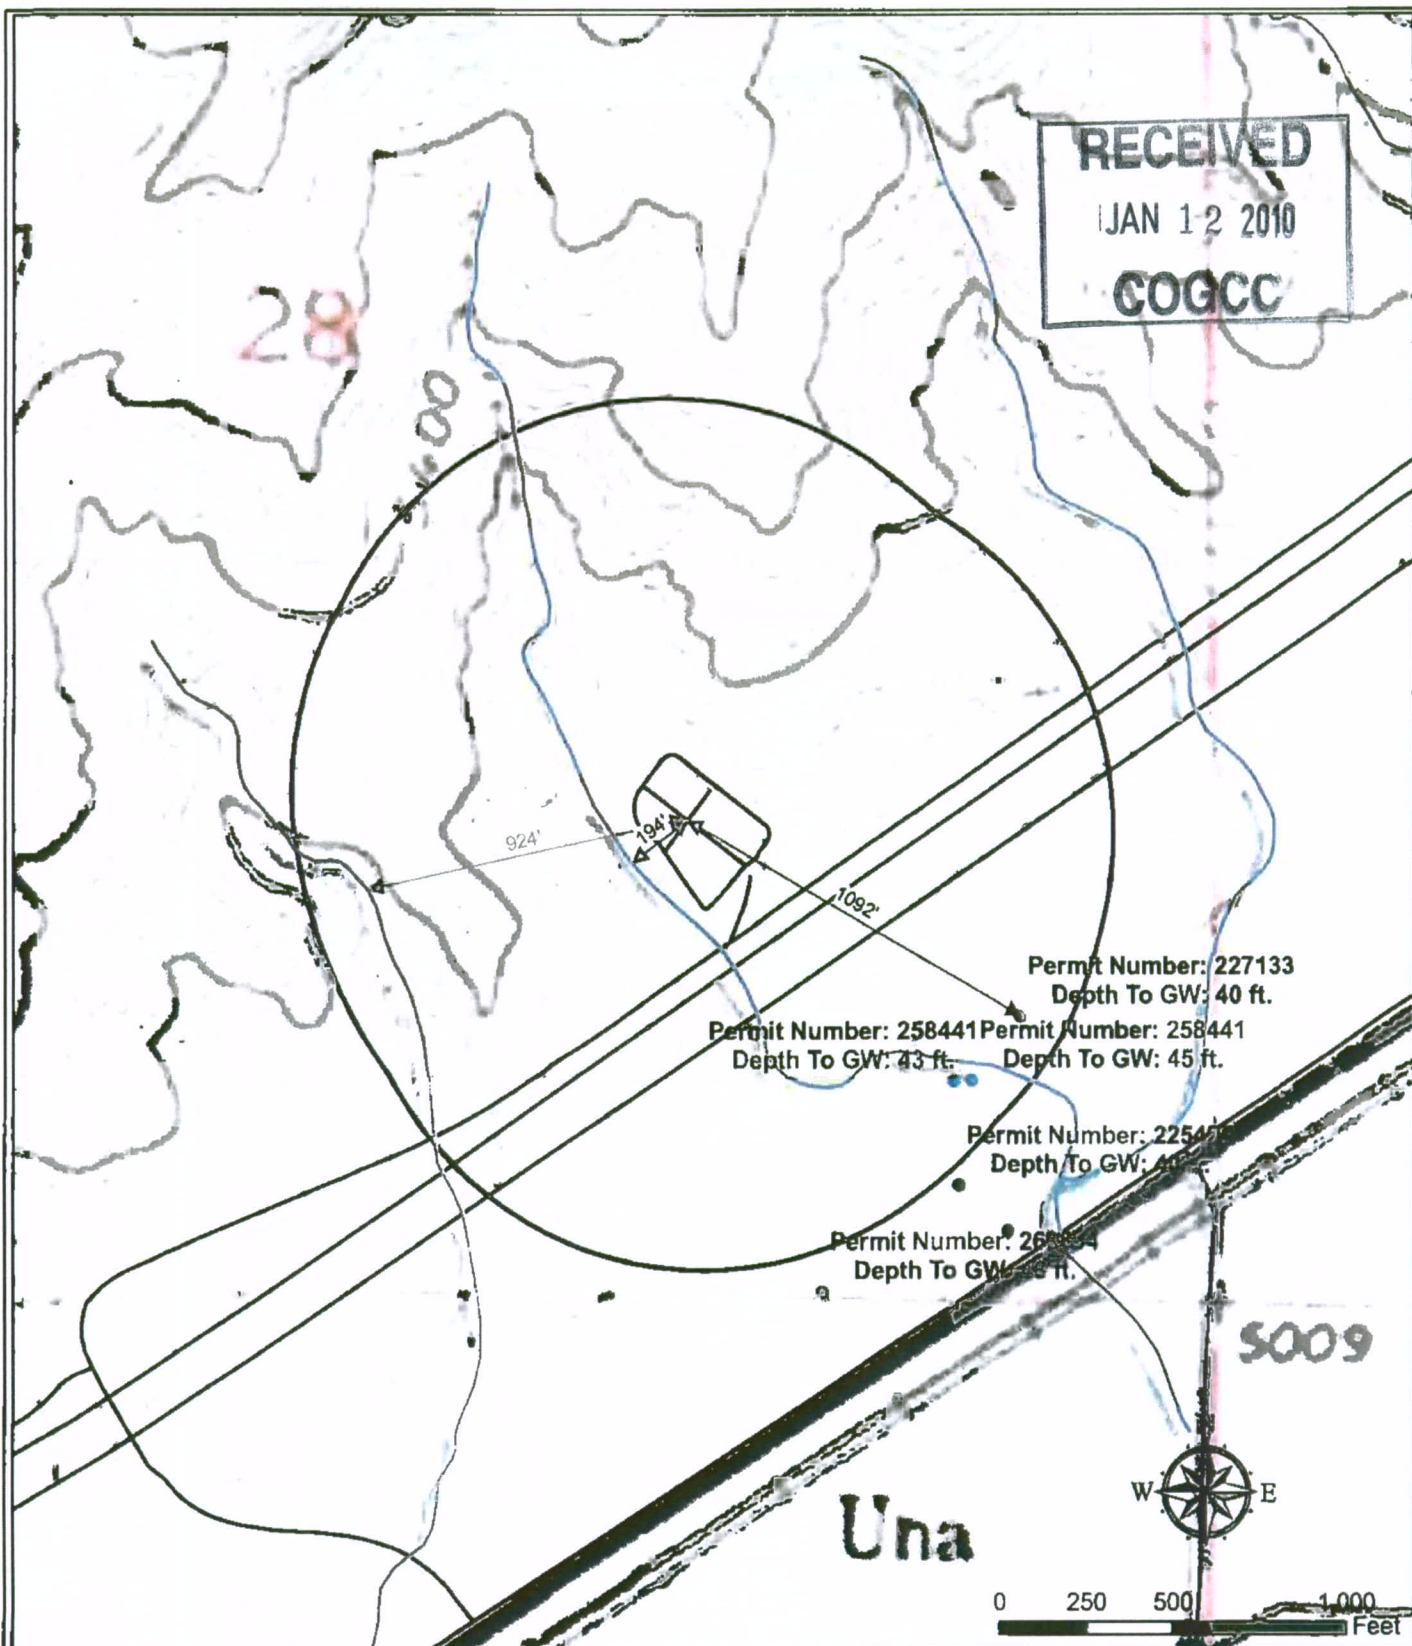 RECEIVED
JAN 12 2010
COGCC
28
924'
194'
1092'
Permit Number: 227133
Depth To GW: 40 ft.
Permit Number: 258441
Depth To GW: 43 ft.
Permit Number: 258441
Depth To GW: 45 ft.
Permit Number:
Depth To GW:
Permit Number:
Depth To GW: ft.
5009
W E
Una
0 250 500 1,000
Feet